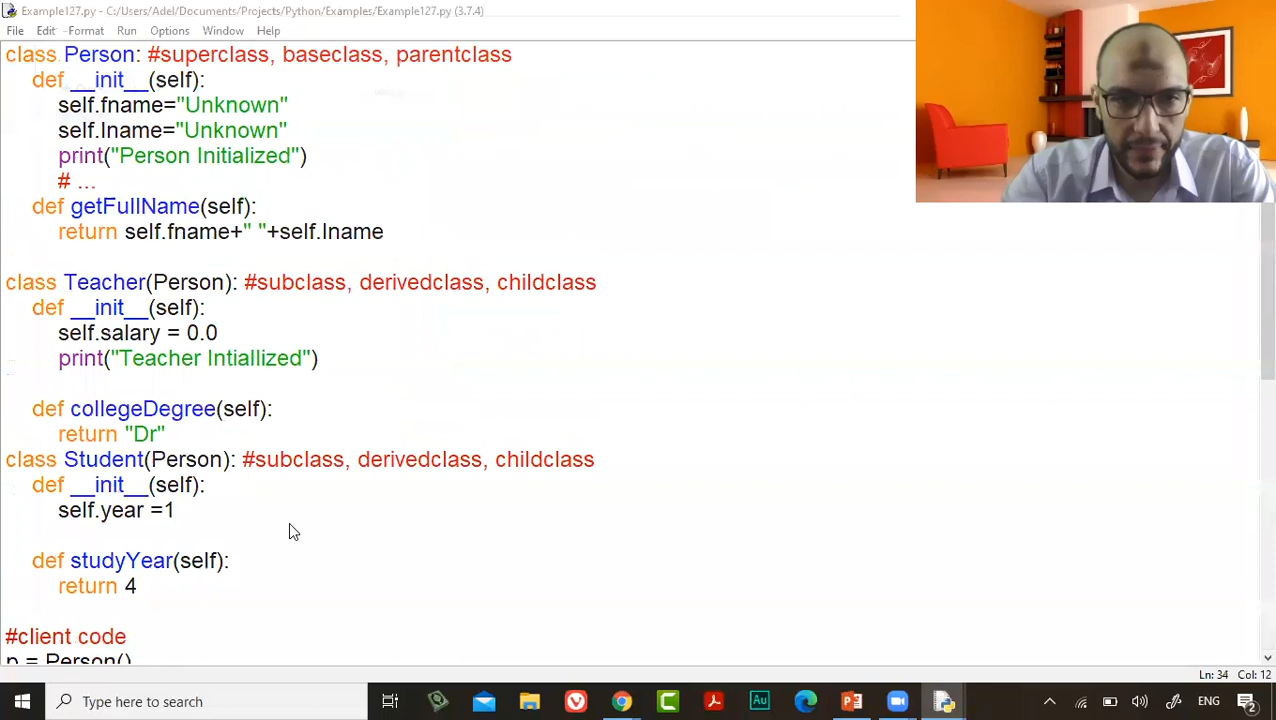 Example127.py - C:/Users/Adel/Documents/Projects/Python/Examples/Example127.py (3.7.4)
File Edit Format Run Options Window Help
class Person: #superclass, baseclass, parentclass
def __init__(self):
self.fname="Unknown"
self.lname="Unknown"
print("Person Initialized")
# ...
def getFullName(self):
return self.fname+" "+self.lname
class Teacher(Person): #subclass, derivedclass, childclass
def __init__(self):
self.salary = 0.0
print("Teacher Intiallized")
def collegeDegree(self):
return "Dr"
class Student(Person): #subclass, derivedclass, childclass
def __init__(self):
self.year =1
def studyYear(self):
return 4
#client code
p = Person()
Ln: 34 Col: 12
Type here to search
Au
ENG
2